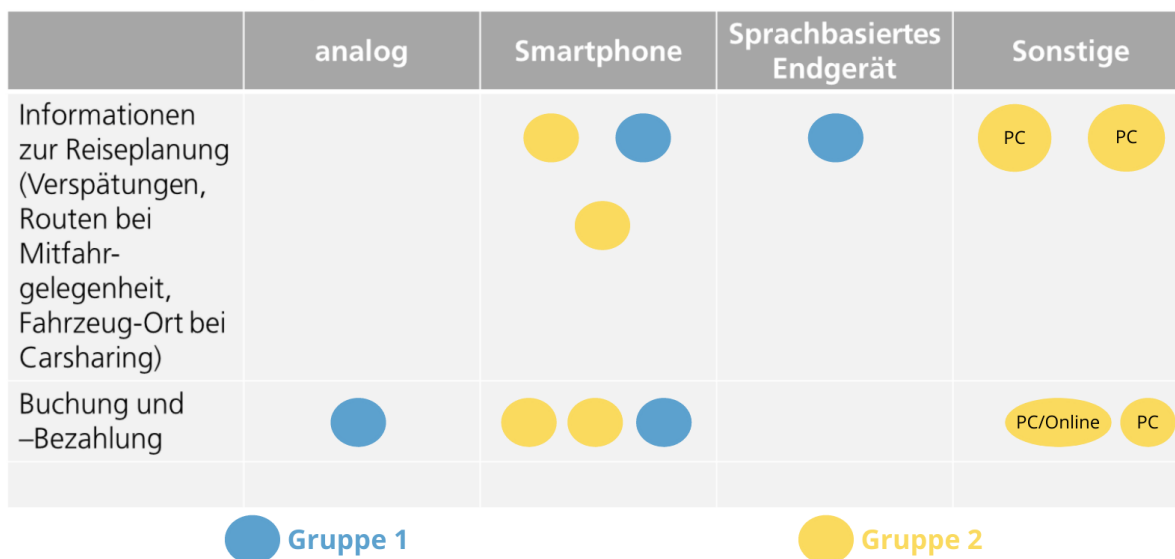 analog
Smartphone
Sprachbasiertes
Endgerät
Sonstige
Informationen
zur Reiseplanung
(Verspätungen,
Routen bei
Mitfahr-
gelegenheit,
Fahrzeug-Ort bei
Carsharing)
PC
PC
Buchung und
–Bezahlung
PC/Online
PC
Gruppe 1
Gruppe 2